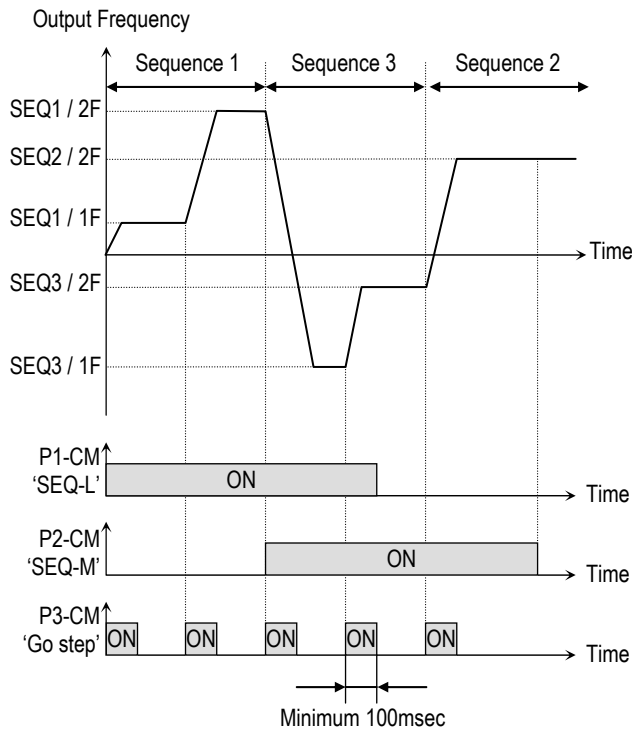 Output Frequency
Sequence 1 Sequence 3 Sequence 2
SEQ1 / 2F
SEQ2 / 2F
SEQ1 / 1F
Time
SEQ3 / 2F
SEQ3 / 1F
P1-CM
‘SEQ-L’
ON
Time
P2-CM
‘SEQ-M’
ON
Time
P3-CM
‘Go step’
ON ON ON ON ON
Time
Minimum 100msec